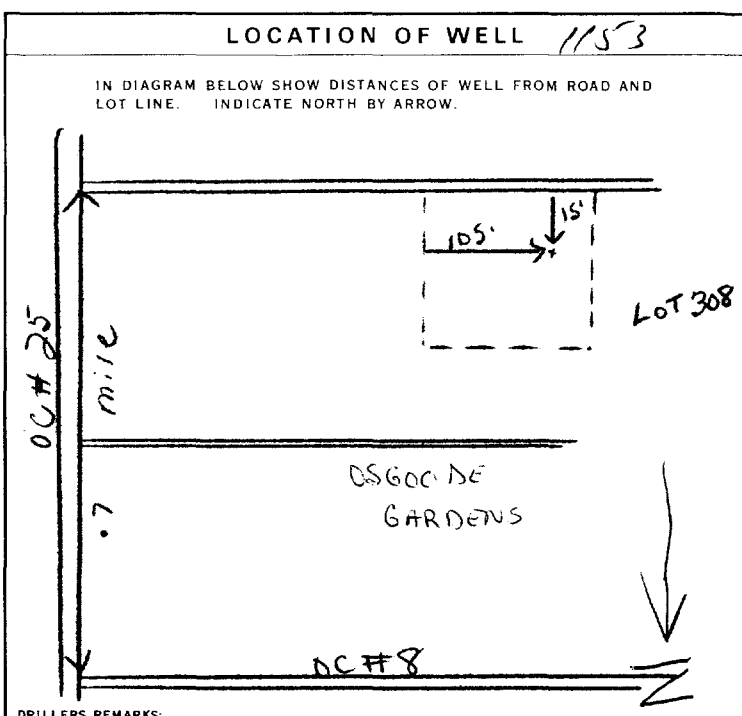 LOCATION OF WELL 1153
IN DIAGRAM BELOW SHOW DISTANCES OF WELL FROM ROAD AND
LOT LINE. INDICATE NORTH BY ARROW.
15'
105'
LOT 308
OC# 25
.7 mile
OSGOODE
GARDENS
OC #8
N
DRILLERS REMARKS: